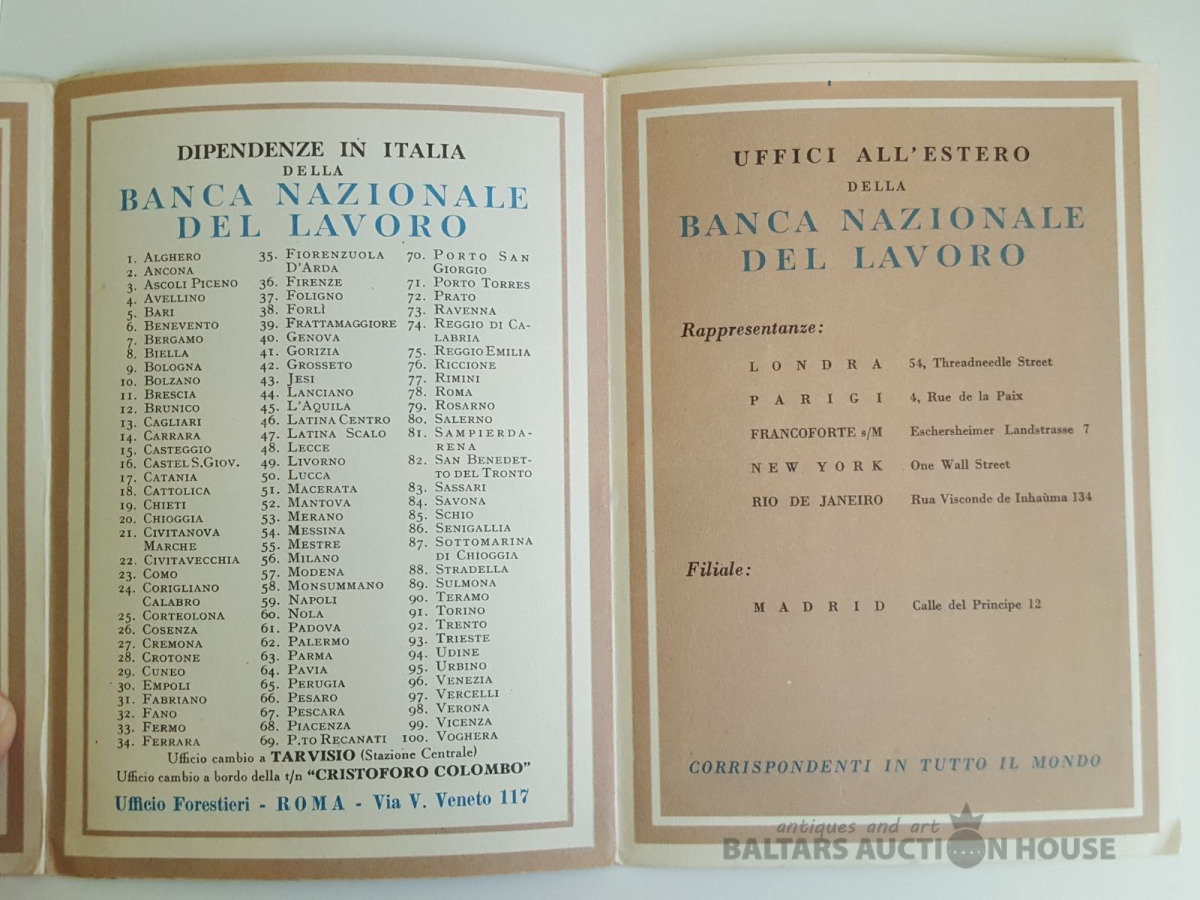 DIPENDENZE IN ITALIA
DELLA
BANCA NAZIONALE
DEL LAVORO
1. ALGHERO
2. ANCONA
3. ASCOLI PICENO
4. AVELLINO
5. BARI
6. BENEVENTO
7. BERGAMO
8. BIELLA
9. BOLOGNA
10. BOLZANO
11. BRESCIA
12. BRUNICO
13. CAGLIARI
14. CARRARA
15. CASTEGGIO
16. CASTEL S. GIOV.
17. CATANIA
18. CATTOLICA
19. CHIETI
20. CHIOGGIA
21. CIVITANOVA
MARCHE
22. CIVITAVECCHIA
23. COMO
24. CORIGLIANO
CALABRO
25. CORTEOLONA
26. COSENZA
27. CREMONA
28. CROTONE
29. CUNEO
30. EMPOLI
31. FABRIANO
32. FANO
33. FERMO
34. FERRARA
35. FIORENZUOLA
D'ARDA
36. FIRENZE
37. FOLIGNO
38. FORLÌ
39. FRATTAMAGGIORE
40. GENOVA
41. GORIZIA
42. GROSSETO
43. JESI
44. LANCIANO
45. L'AQUILA
46. LATINA CENTRO
47. LATINA SCALO
48. LECCE
49. LIVORNO
50. LUCCA
51. MACERATA
52. MANTOVA
53. MERANO
54. MESSINA
55. MESTRE
56. MILANO
57. MODENA
58. MONSUMMANO
59. NAPOLI
60. NOLA
61. PADOVA
62. PALERMO
63. PARMA
64. PAVIA
65. PERUGIA
66. PESARO
67. PESCARA
68. PIACENZA
69. P.TO RECANATI
70. PORTO SAN
GIORGIO
71. PORTO TORRES
72. PRATO
73. RAVENNA
74. REGGIO DI CA-
LABRIA
75. REGGIO EMILIA
76. RICCIONE
77. RIMINI
78. ROMA
79. ROSARNO
80. SALERNO
81. SAMPIERDA-
RENA
82. SAN BENEDET-
TO DEL TRONTO
83. SASSARI
84. SAVONA
85. SCHIO
86. SENIGALLIA
87. SOTTOMARINA
DI CHIOGGIA
88. STRADELLA
89. SULMONA
90. TERAMO
91. TORINO
92. TRENTO
93. TRIESTE
94. UDINE
95. URBINO
96. VENEZIA
97. VERCELLI
98. VERONA
99. VICENZA
100. VOGHERA
Ufficio cambio a TARVISIO (Stazione Centrale)
Ufficio cambio a bordo della t/n "CRISTOFORO COLOMBO"
Ufficio Forestieri - ROMA - Via V. Veneto 117
UFFICI ALL'ESTERO
DELLA
BANCA NAZIONALE
DEL LAVORO
Rappresentanze:
LONDRA 54, Threadneedle Street
PARIGI 4, Rue de la Paix
FRANCOFORTE s/M Eschersheimer Landstrasse 7
NEW YORK One Wall Street
RIO DE JANEIRO Rua Visconde de Inhaùma 134
Filiale:
MADRID Calle del Principe 12
CORRISPONDENTI IN TUTTO IL MONDO
antiques and art
BALTARS AUCTION HOUSE